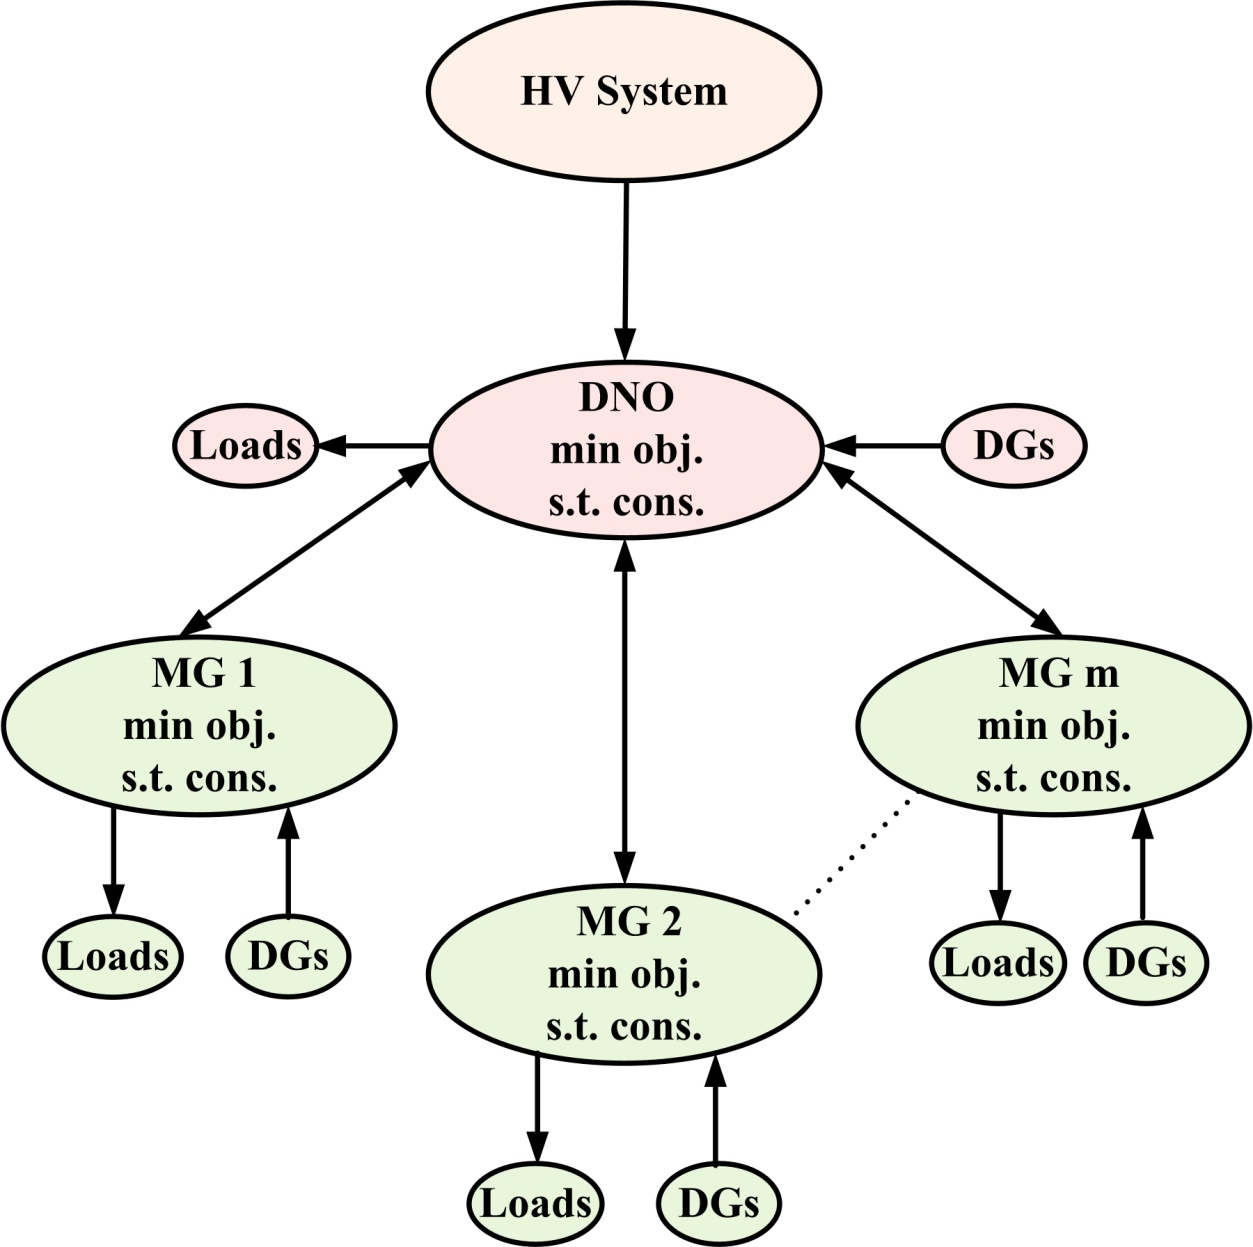 HV System
DNO
min obj.
s.t. cons.
Loads
DGs
MG 1
min obj.
s.t. cons.
Loads
DGs
MG 2
min obj.
s.t. cons.
Loads
DGs
MG m
min obj.
s.t. cons.
Loads
DGs